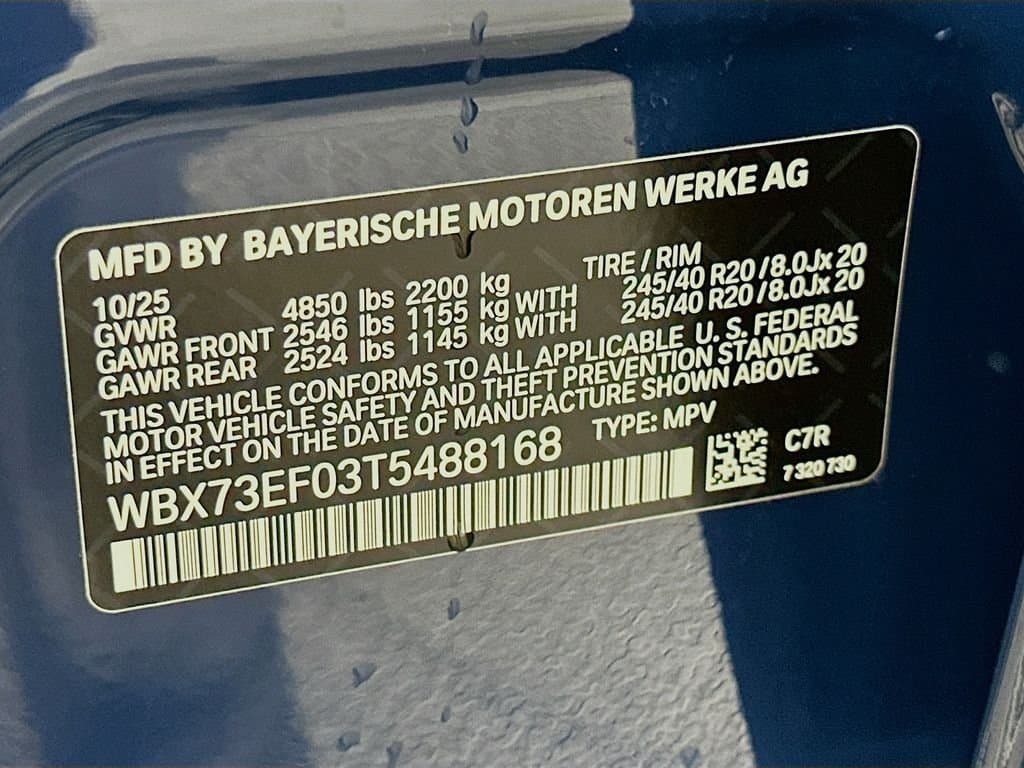 MFD BY BAYERISCHE MOTOREN WERKE AG
10/25 TIRE / RIM
GVWR 4850 lbs 2200 kg
GAWR FRONT 2546 lbs 1155 kg WITH 245/40 R20 / 8.0Jx 20
GAWR REAR 2524 lbs 1145 kg WITH 245/40 R20 / 8.0Jx 20
THIS VEHICLE CONFORMS TO ALL APPLICABLE U. S. FEDERAL
MOTOR VEHICLE SAFETY AND THEFT PREVENTION STANDARDS
IN EFFECT ON THE DATE OF MANUFACTURE SHOWN ABOVE.
WBX73EF03T5488168 TYPE: MPV
C7R
7 320 730